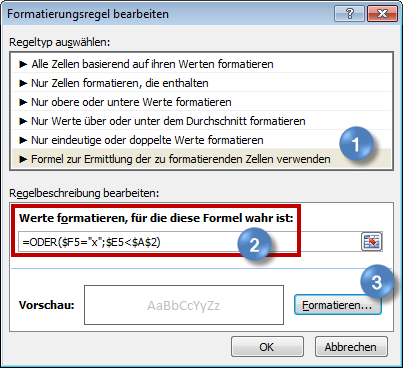 Formatierungsregel bearbeiten
Regeltyp auswählen:
► Alle Zellen basierend auf ihren Werten formatieren
► Nur Zellen formatieren, die enthalten
► Nur obere oder untere Werte formatieren
► Nur Werte über oder unter dem Durchschnitt formatieren
► Nur eindeutige oder doppelte Werte formatieren
► Formel zur Ermittlung der zu formatierenden Zellen verwenden
1
Regelbeschreibung bearbeiten:
Werte formatieren, für die diese Formel wahr ist:
=ODER($F5="x";$E5<$A$2)
2
3
Vorschau:
AaBbCcYyZz
Formatieren...
OK
Abbrechen